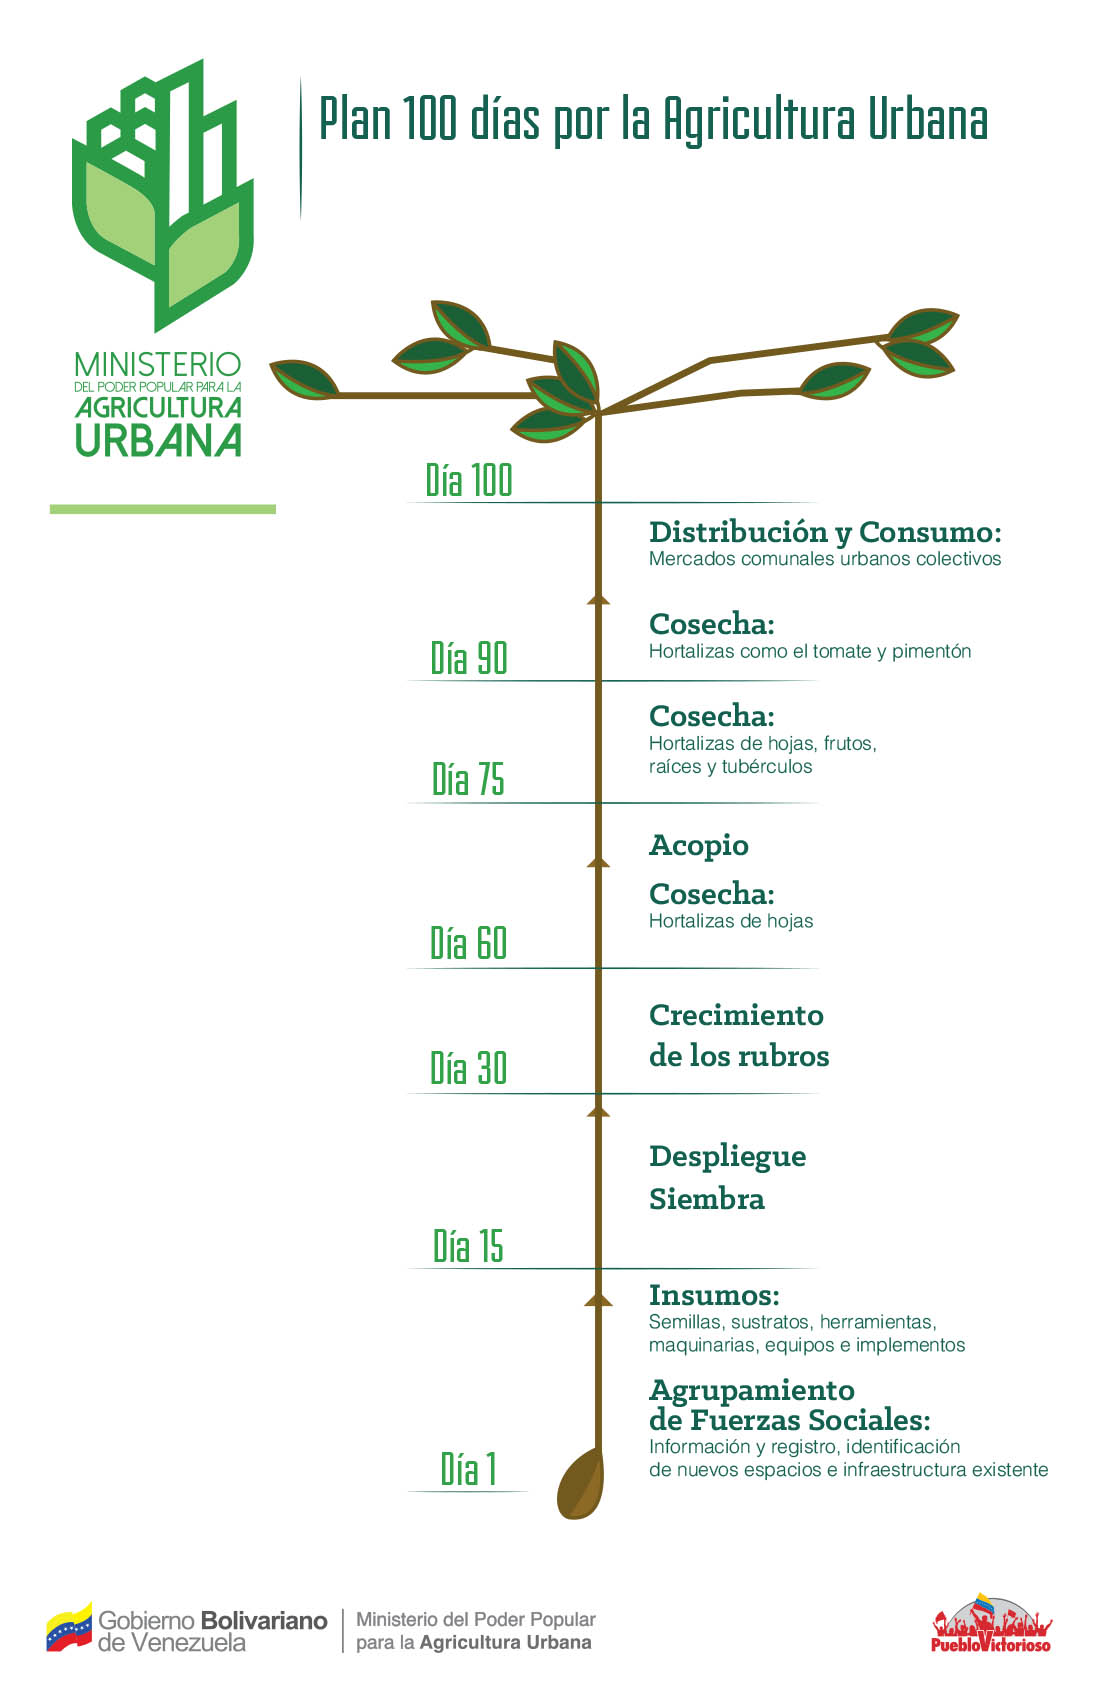 Plan 100 días por la Agricultura Urbana
MINISTERIO
DEL PODER POPULAR PARA LA
AGRICULTURA
URBANA
Día 100
Distribución y Consumo:
Mercados comunales urbanos colectivos
Cosecha:
Hortalizas como el tomate y pimentón
Día 90
Cosecha:
Hortalizas de hojas, frutos,
raíces y tubérculos
Día 75
Acopio
Cosecha:
Hortalizas de hojas
Día 60
Crecimiento
de los rubros
Día 30
Despliegue
Siembra
Día 15
Insumos:
Semillas, sustratos, herramientas,
maquinarias, equipos e implementos
Agrupamiento
de Fuerzas Sociales:
Información y registro, identificación
de nuevos espacios e infraestructura existente
Día 1
Gobierno Bolivariano
de Venezuela
Ministerio del Poder Popular
para la Agricultura Urbana
PuebloVictorioso